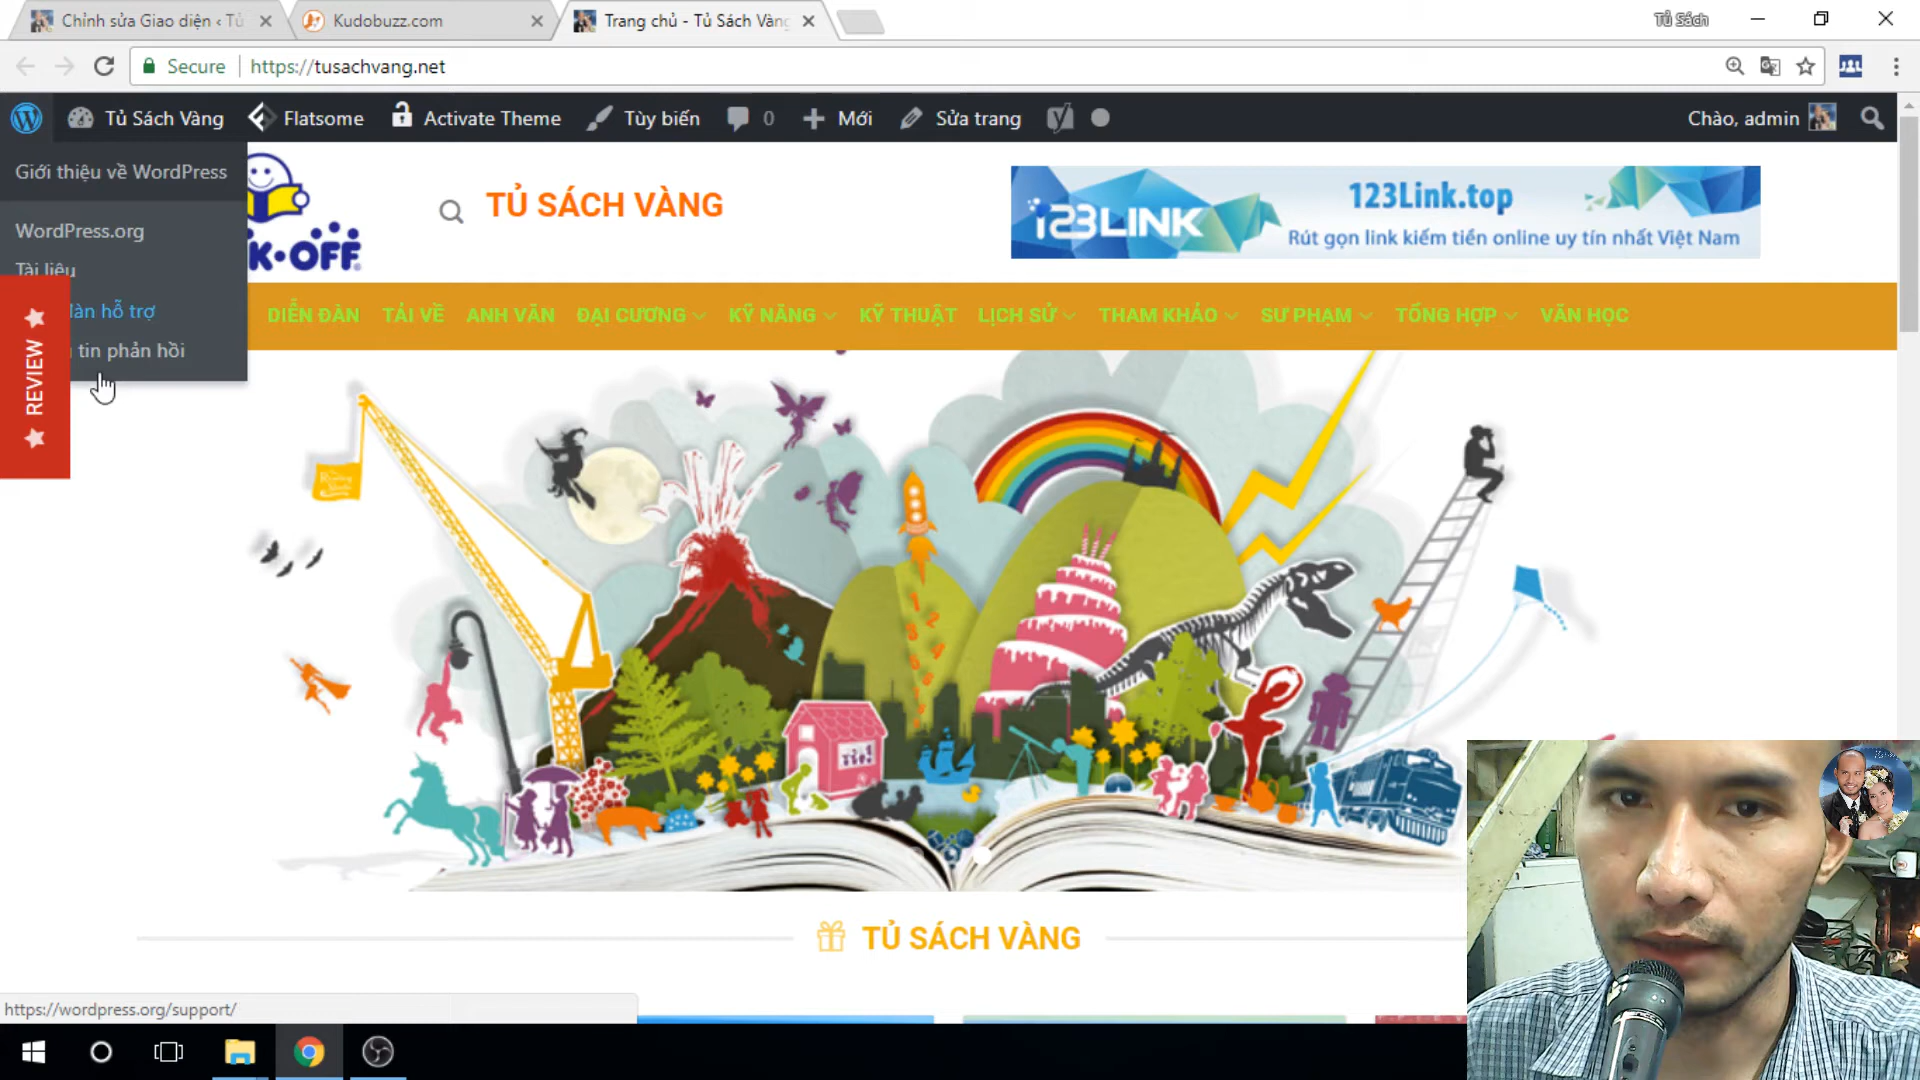 Chỉnh sửa Giao diện ‹ Tủ
Kudobuzz.com
Trang chủ - Tủ Sách Vàng
Tủ Sách
Secure
https://tusachvang.net
Tủ Sách Vàng
Flatsome
Activate Theme
Tùy biến
0
Mới
Sửa trang
Chào, admin
Giới thiệu về WordPress
WordPress.org
Tài liệu
đàn hỗ trợ
tin phản hồi
REVIEW
K•OFF.
TỦ SÁCH VÀNG
123LINK
123Link.top
Rút gọn link kiếm tiền online uy tín nhất Việt Nam
DIỄN ĐÀN
TẢI VỀ
ANH VĂN
ĐẠI CƯƠNG
KỸ NĂNG
KỸ THUẬT
LỊCH SỬ
THAM KHẢO
SƯ PHẠM
TỔNG HỢP
VĂN HỌC
TỦ SÁCH VÀNG
https://wordpress.org/support/